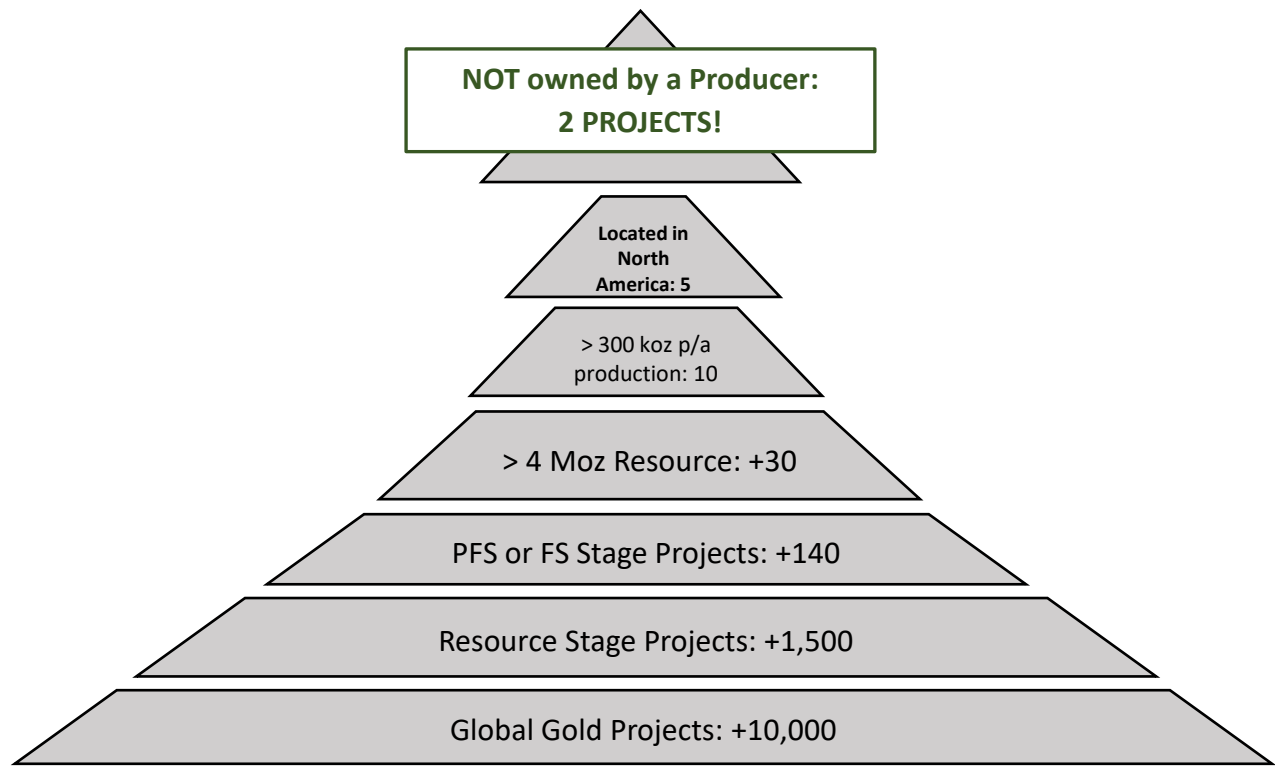 NOT owned by a Producer:
2 PROJECTS!
Located in
North
America: 5
> 300 koz p/a
production: 10
> 4 Moz Resource: +30
PFS or FS Stage Projects: +140
Resource Stage Projects: +1,500
Global Gold Projects: +10,000